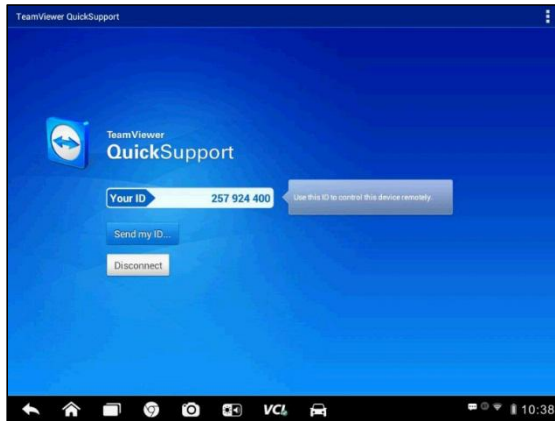 TeamViewer QuickSupport
TeamViewer
QuickSupport
Your ID 257 924 400
Use this ID to control this device remotely.
Send my ID...
Disconnect
VCI
10:38